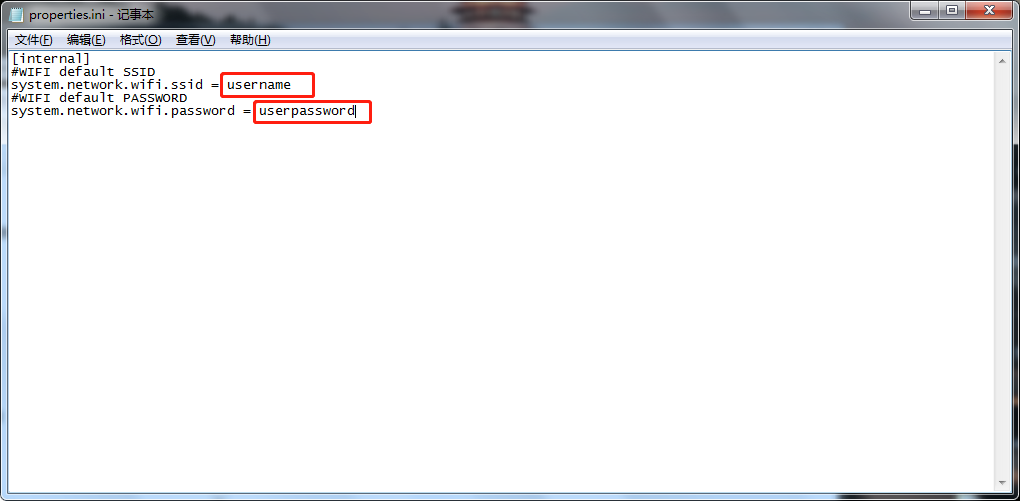 properties.ini - 记事本
文件(F) 编辑(E) 格式(O) 查看(V) 帮助(H)
[internal]
#WIFI default SSID
system.network.wifi.ssid = username
#WIFI default PASSWORD
system.network.wifi.password = userpassword